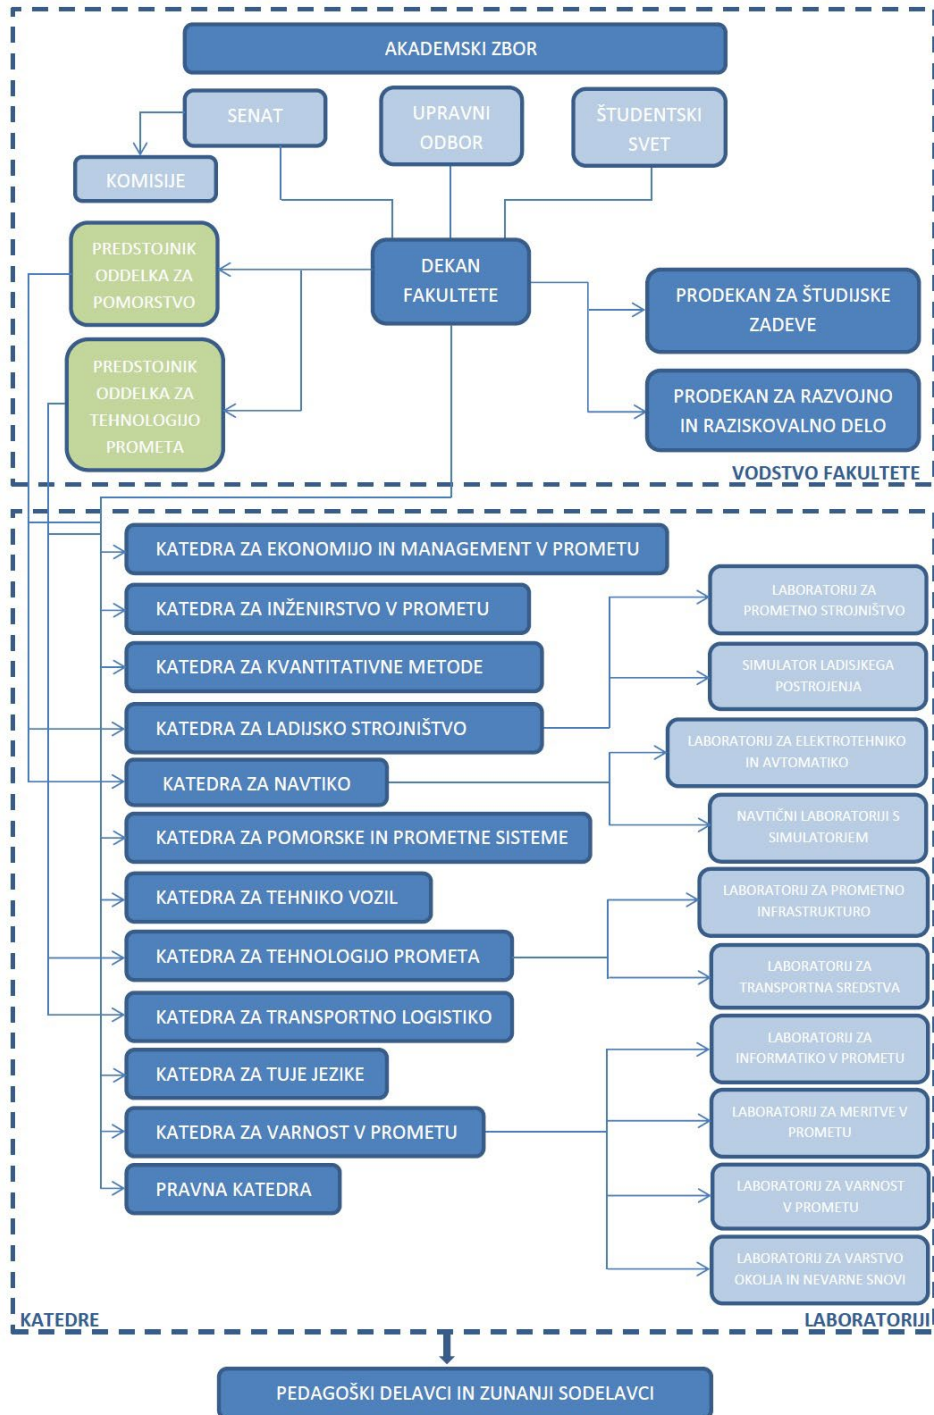 AKADEMSKI ZBOR
SENAT
UPRAVNI
ODBOR
ŠTUDENTSKI
SVET
KOMISIJE
PREDSTOJNIK
ODDELKA ZA
POMORSTVO
DEKAN
FAKULTETE
PRODEKAN ZA ŠTUDIJSKE
ZADEVE
PREDSTOJNIK
ODDELKA ZA
TEHNOLOGIJO
PROMETA
PRODEKAN ZA RAZVOJNO
IN RAZISKOVALNO DELO
VODSTVO FAKULTETE
KATEDRA ZA EKONOMIJO IN MANAGEMENT V PROMETU
KATEDRA ZA INŽENIRSTVO V PROMETU
KATEDRA ZA KVANTITATIVNE METODE
KATEDRA ZA LADIJSKO STROJNIŠTVO
KATEDRA ZA NAVTIKO
KATEDRA ZA POMORSKE IN PROMETNE SISTEME
KATEDRA ZA TEHNIKO VOZIL
KATEDRA ZA TEHNOLOGIJO PROMETA
KATEDRA ZA TRANSPORTNO LOGISTIKO
KATEDRA ZA TUJE JEZIKE
KATEDRA ZA VARNOST V PROMETU
PRAVNA KATEDRA
LABORATORIJ ZA
PROMETNO STROJNIŠTVO
SIMULATOR LADISJKEGA
POSTROJENJA
LABORATORIJ ZA ELEKTROTEHNIKO
IN AVTOMATIKO
NAVTIČNI LABORATORIJI S
SIMULATORJEM
LABORATORIJ ZA PROMETNO
INFRASTRUKTURO
LABORATORIJ ZA
TRANSPORTNA SREDSTVA
LABORATORIJ ZA
INFORMATIKO V PROMETU
LABORATORIJ ZA MERITVE V
PROMETU
LABORATORIJ ZA VARNOST
V PROMETU
LABORATORIJ ZA VARSTVO
OKOLJA IN NEVARNE SNOVI
KATEDRE
LABORATORIJI
PEDAGOŠKI DELAVCI IN ZUNANJI SODELAVCI